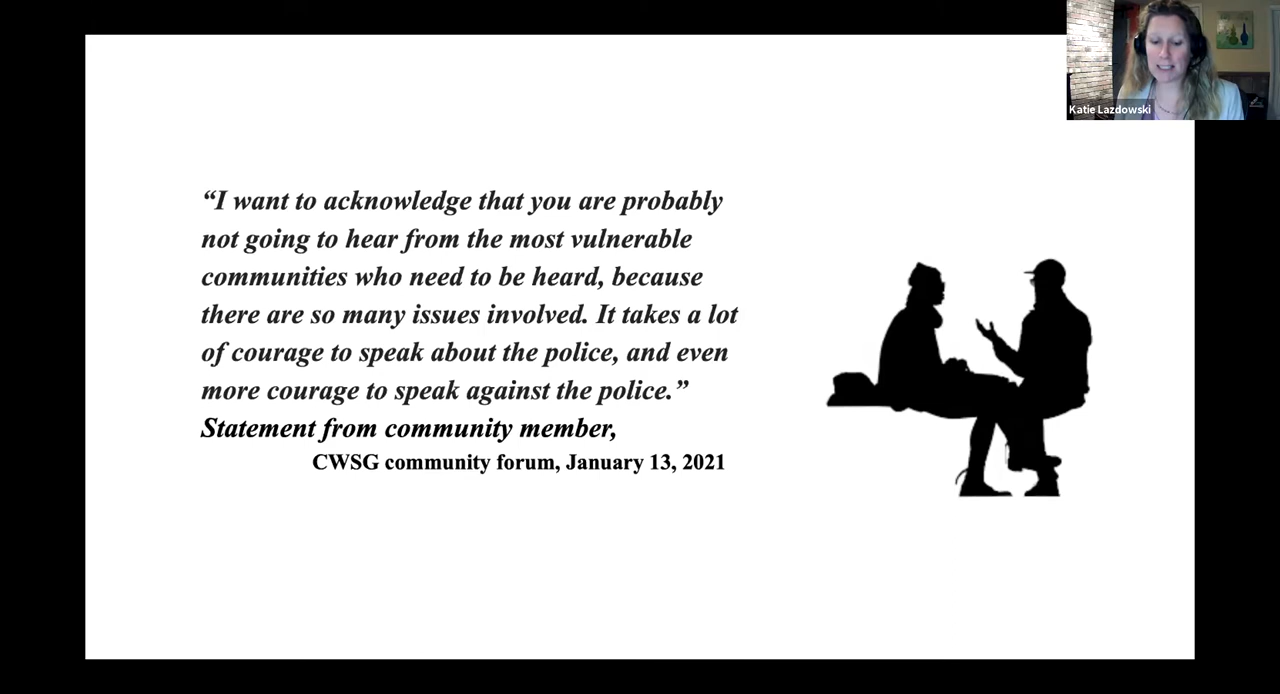 Katie Lazdowski
“I want to acknowledge that you are probably
not going to hear from the most vulnerable
communities who need to be heard, because
there are so many issues involved. It takes a lot
of courage to speak about the police, and even
more courage to speak against the police.”
Statement from community member,
CWSG community forum, January 13, 2021